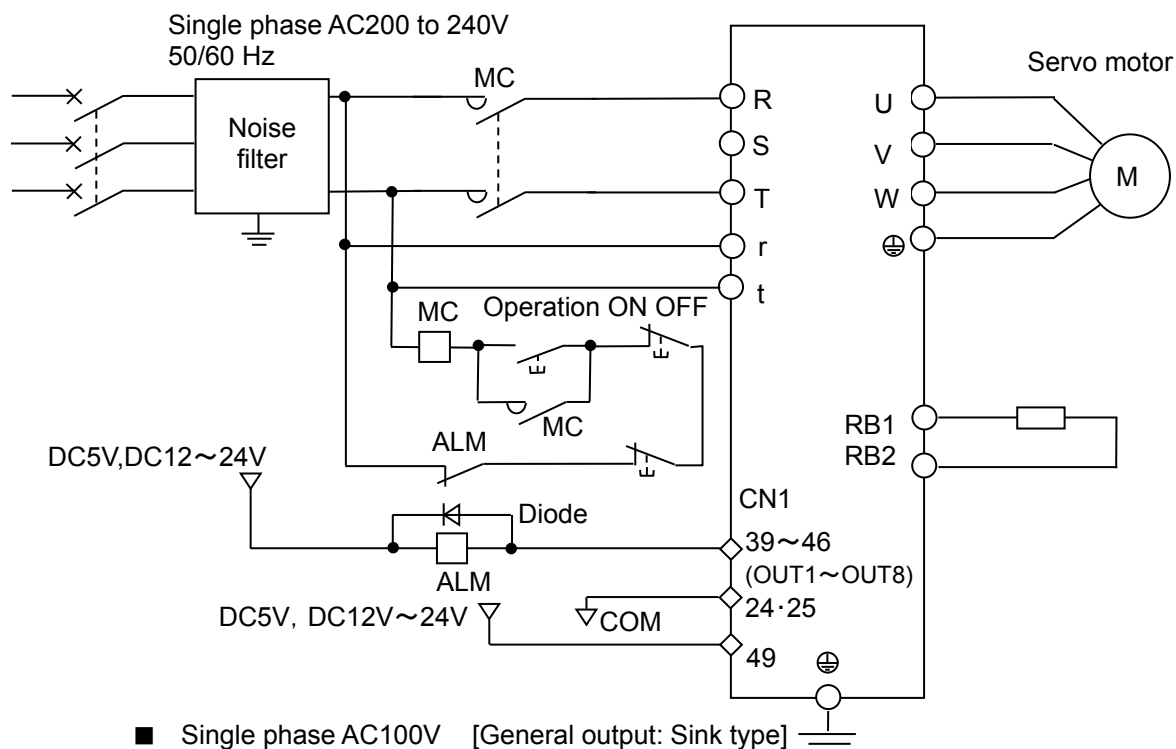 Single phase AC200 to 240V
50/60 Hz
MC
Servo motor
Noise
filter
R
S
T
r
t
U
V
W
M
MC
Operation ON OFF
MC
ALM
DC5V,DC12～24V
RB1
RB2
CN1
Diode
39～46
(OUT1～OUT8)
ALM
24·25
DC5V, DC12V～24V
COM
49
■ Single phase AC100V [General output: Sink type]